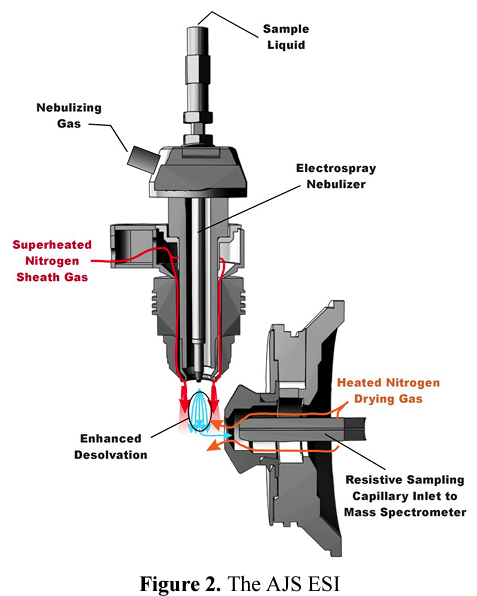 Sample
Liquid
Nebulizing
Gas
Electrospray
Nebulizer
Superheated
Nitrogen
Sheath Gas
Heated Nitrogen
Drying Gas
Enhanced
Desolvation
Resistive Sampling
Capillary Inlet to
Mass Spectrometer
Figure 2. The AJS ESI